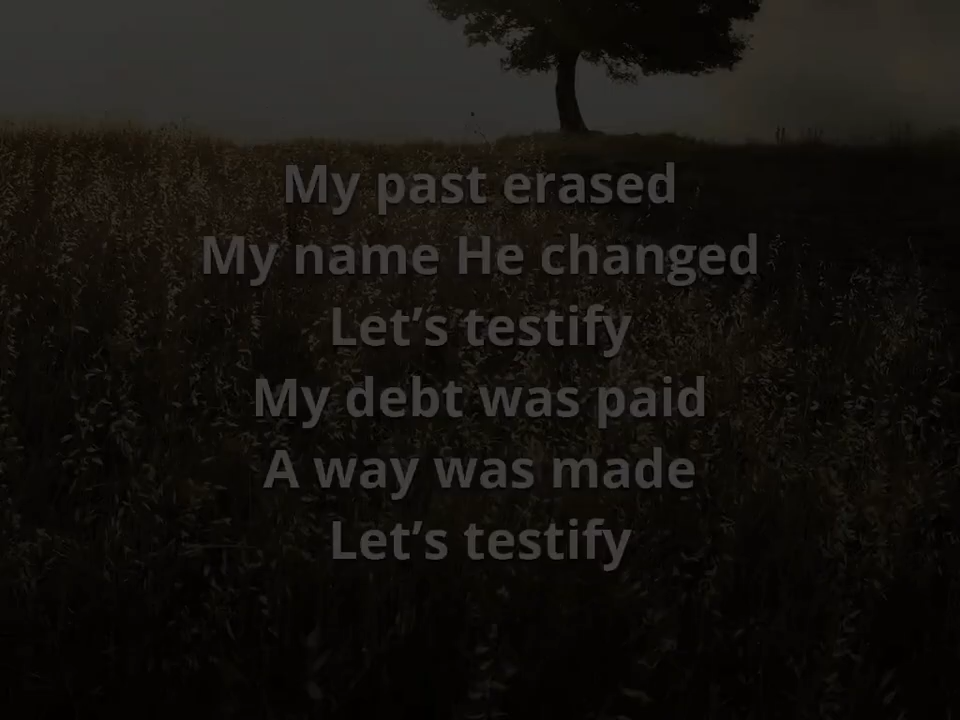 My past erased
My name He changed
Let’s testify
My debt was paid
A way was made
Let’s testify